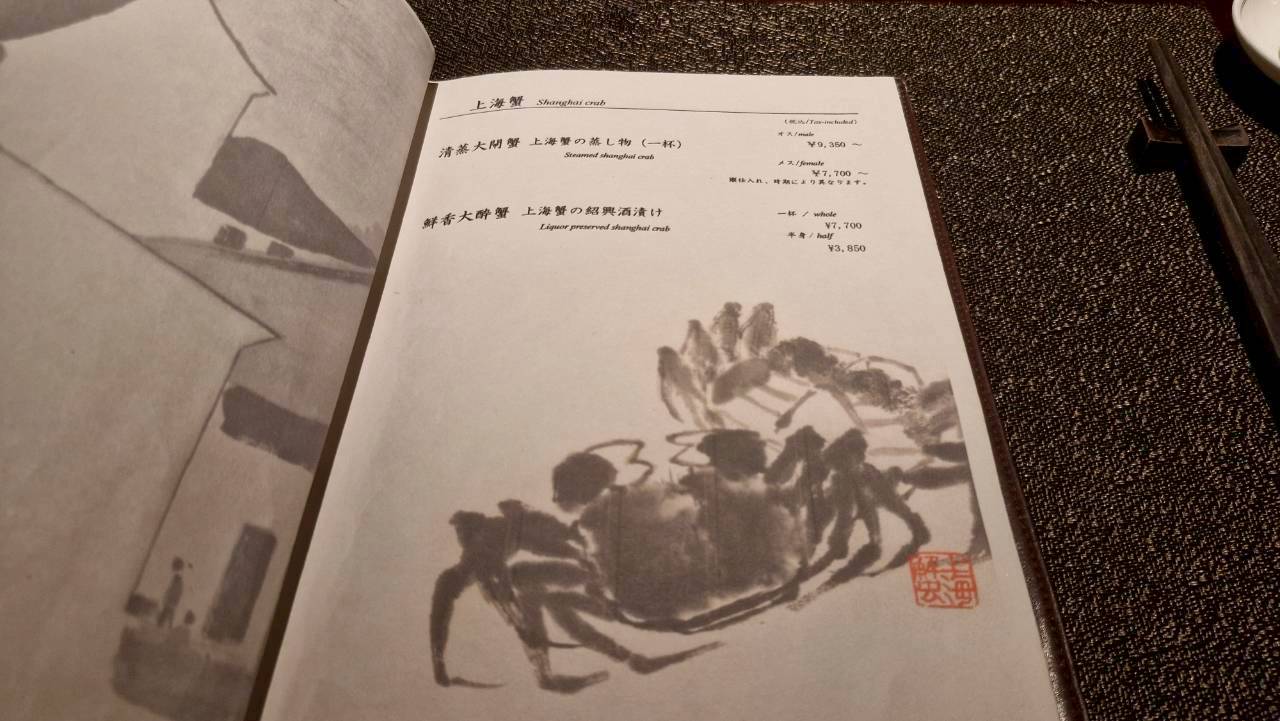 上海蟹 Shanghai crab
(税込/Tax-included)
清蒸大閘蟹 上海蟹の蒸し物 (一杯)
Steamed shanghai crab
オス/male
¥9,350 ～
メス/female
¥7,700 ～
※仕入れ、時期により異なります。
鮮香大酔蟹 上海蟹の紹興酒漬け
Liquor preserved shanghai crab
一杯 / whole
¥7,700
半身/half
¥3,850